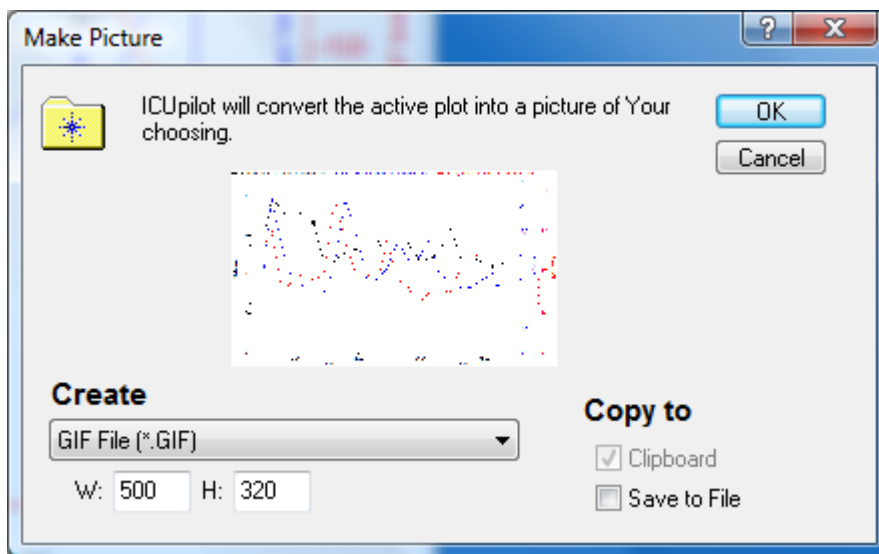 Make Picture
ICUpilot will convert the active plot into a picture of Your
choosing.
OK
Cancel
Create
GIF File (*.GIF)
W: 500 H: 320
Copy to
Clipboard
Save to File